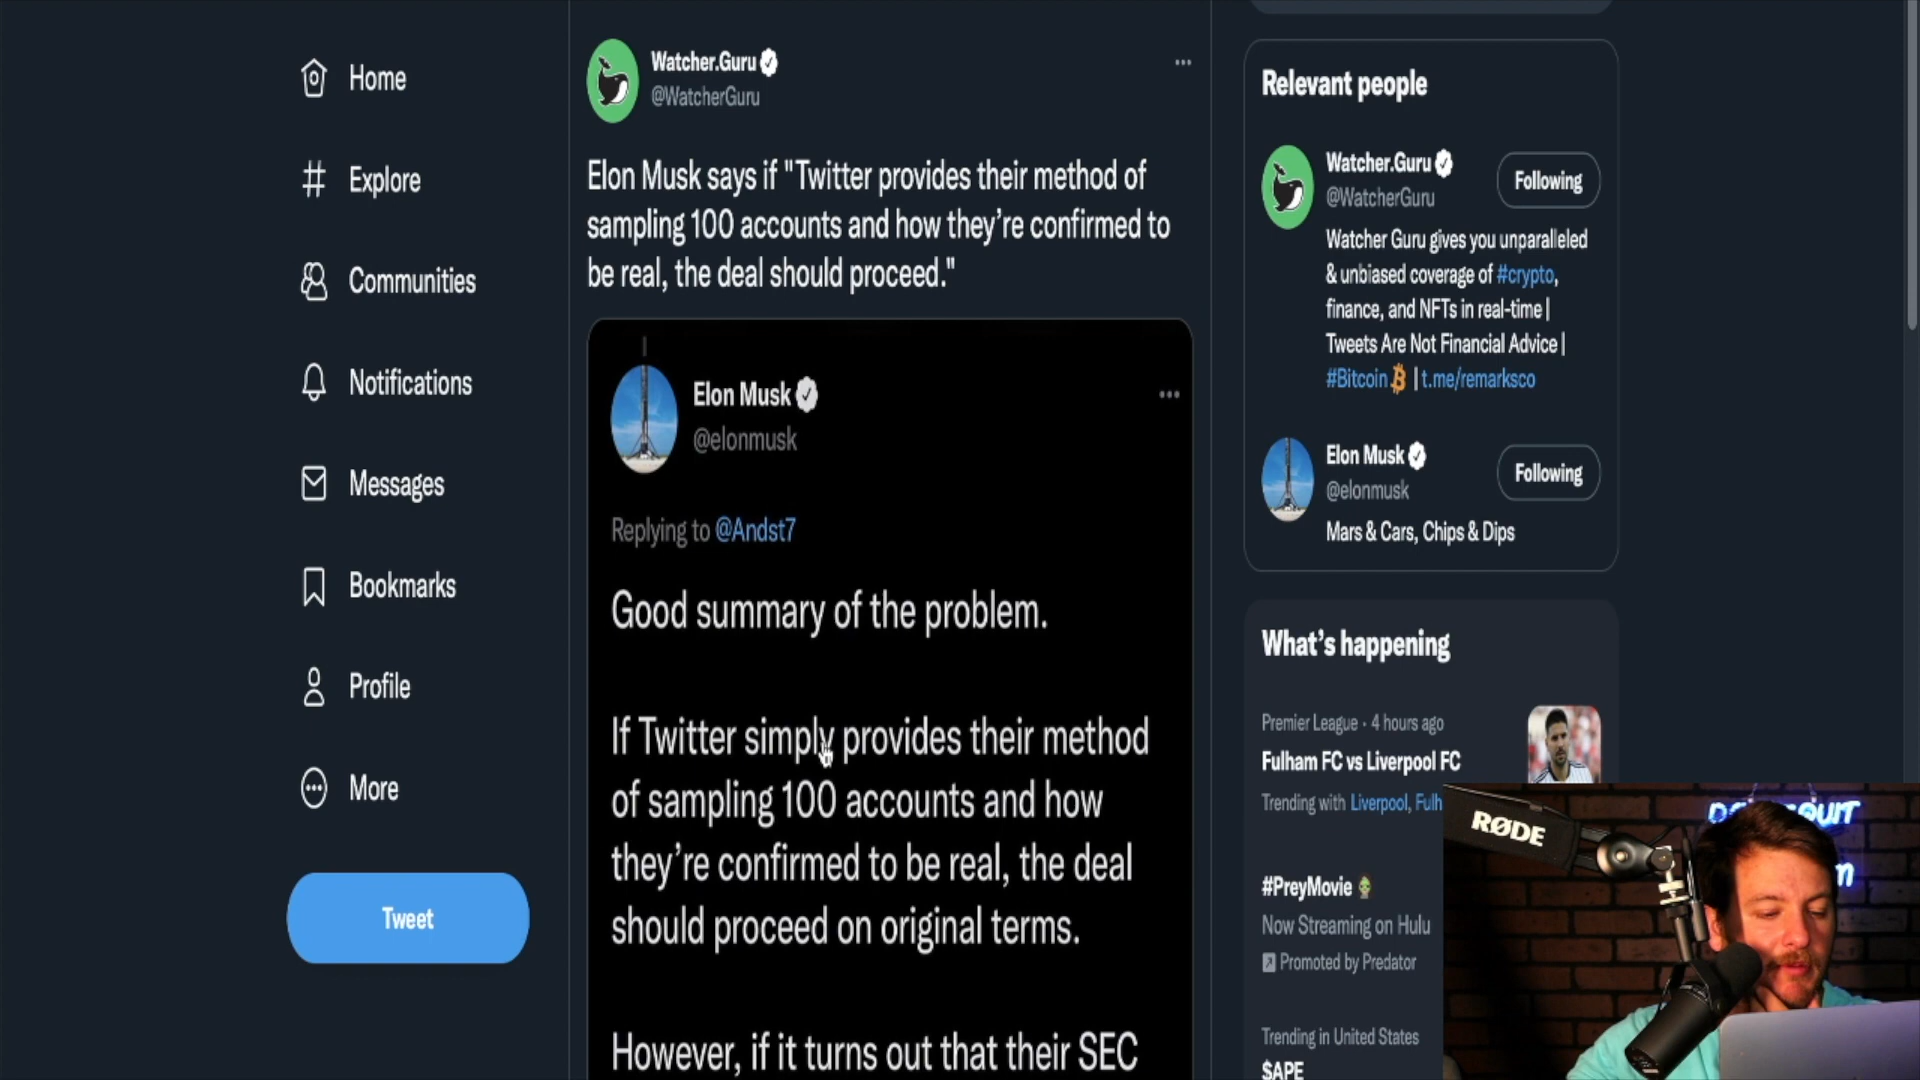 Home
Explore
Communities
Notifications
Messages
Bookmarks
Profile
More
Tweet
Watcher.Guru
@WatcherGuru
Elon Musk says if "Twitter provides their method of
sampling 100 accounts and how they're confirmed to
be real, the deal should proceed."
Elon Musk
@elonmusk
Replying to @Andst7
Good summary of the problem.
If Twitter simply provides their method
of sampling 100 accounts and how
they're confirmed to be real, the deal
should proceed on original terms.
However, if it turns out that their SEC
Relevant people
Watcher.Guru
@WatcherGuru
Following
Watcher Guru gives you unparalleled
& unbiased coverage of #crypto,
finance, and NFTs in real-time |
Tweets Are Not Financial Advice |
#Bitcoin | t.me/remarksco
Elon Musk
@elonmusk
Following
Mars & Cars, Chips & Dips
What's happening
Premier League · 4 hours ago
Fulham FC vs Liverpool FC
Trending with Liverpool, Fulh
#PreyMovie
Now Streaming on Hulu
Promoted by Predator
Trending in United States
$APE
RØDE